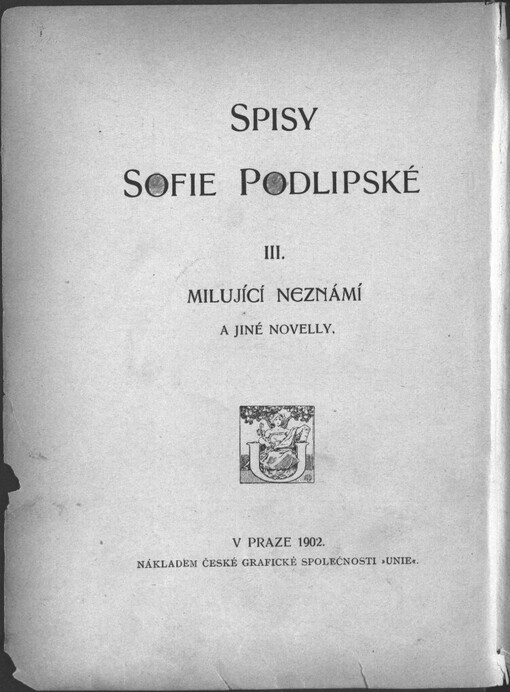 SPISY
SOFIE PODLIPSKÉ
III.
MILUJÍCÍ NEZNÁMÍ
A JINÉ NOVELLY.
U
V PRAZE 1902.
NÁKLADEM ČESKÉ GRAFICKÉ SPOLEČNOSTI »UNIE«.